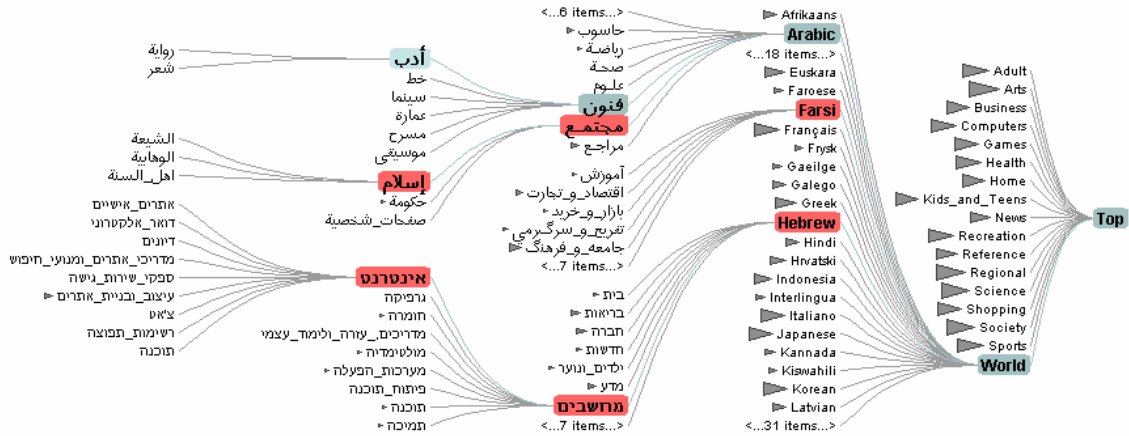 Top
Adult
Arts
Business
Computers
Games
Health
Home
Kids_and_Teens
News
Recreation
Reference
Regional
Science
Shopping
Society
Sports
World
Afrikaans
Arabic
<...18 items...>
Euskara
Faroese
Farsi
Français
Frysk
Gaeilge
Galego
Greek
Hebrew
Hindi
Hrvatski
Indonesia
Interlingua
Italiano
Japanese
Kannada
Kiswahili
Korean
Latvian
<...31 items...>
<...6 items...>
حاسوب
رياضة
صحة
علوم
فنون
مجتمع
مراجع
آموزش
اقتصاد_و_تجارت
بازار_و_خرید
تفریح_و_سرگرمی
جامعه_و_فرهنگ
<...7 items...>
בית
בריאות
חברה
חדשות
ילדים_ונוער
מדע
מחשבים
<...7 items...>
أدب
خط
سينما
عمارة
مسرح
موسيقى
إسلام
حكومة
صفحات_شخصية
אינטרנט
גרפיקה
חומרה
מדריכים,_עזרה_ולימוד_עצמי
מולטימדיה
מערכות_הפעלה
פיתוח_תוכנה
תוכנה
תמיכה
رواية
شعر
الشيعة
الوهابية
اهل_السنة
אתרים_אישיים
דואר_אלקטרוני
דיונים
מדריכי_אתרים_ומנועי_חיפוש
ספקי_שירות_גישה
עיצוב_ובניית_אתרים
צ'אט
רשימות_תפוצה
תוכנה